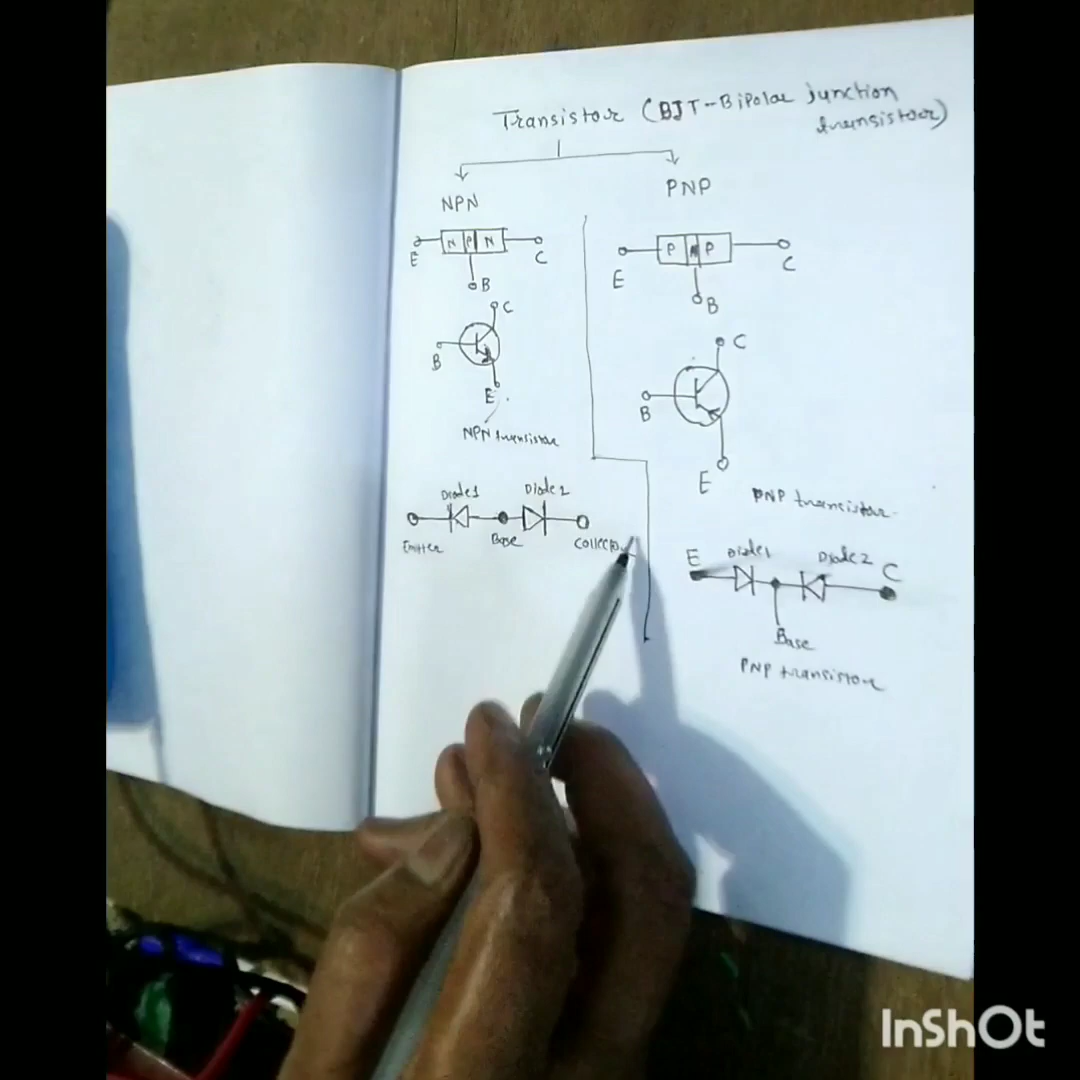 Transistor (BJT-Bipolar junction
transistor)
NPN
PNP
N P N
E
C
B
P N P
E
C
B
C
B
E
NPN transistor
C
B
E
PNP transistor
Diode1
Diode2
Emitter
Base
Collector
E
Diode1
Diode2
C
Base
PNP transistor
InShOt